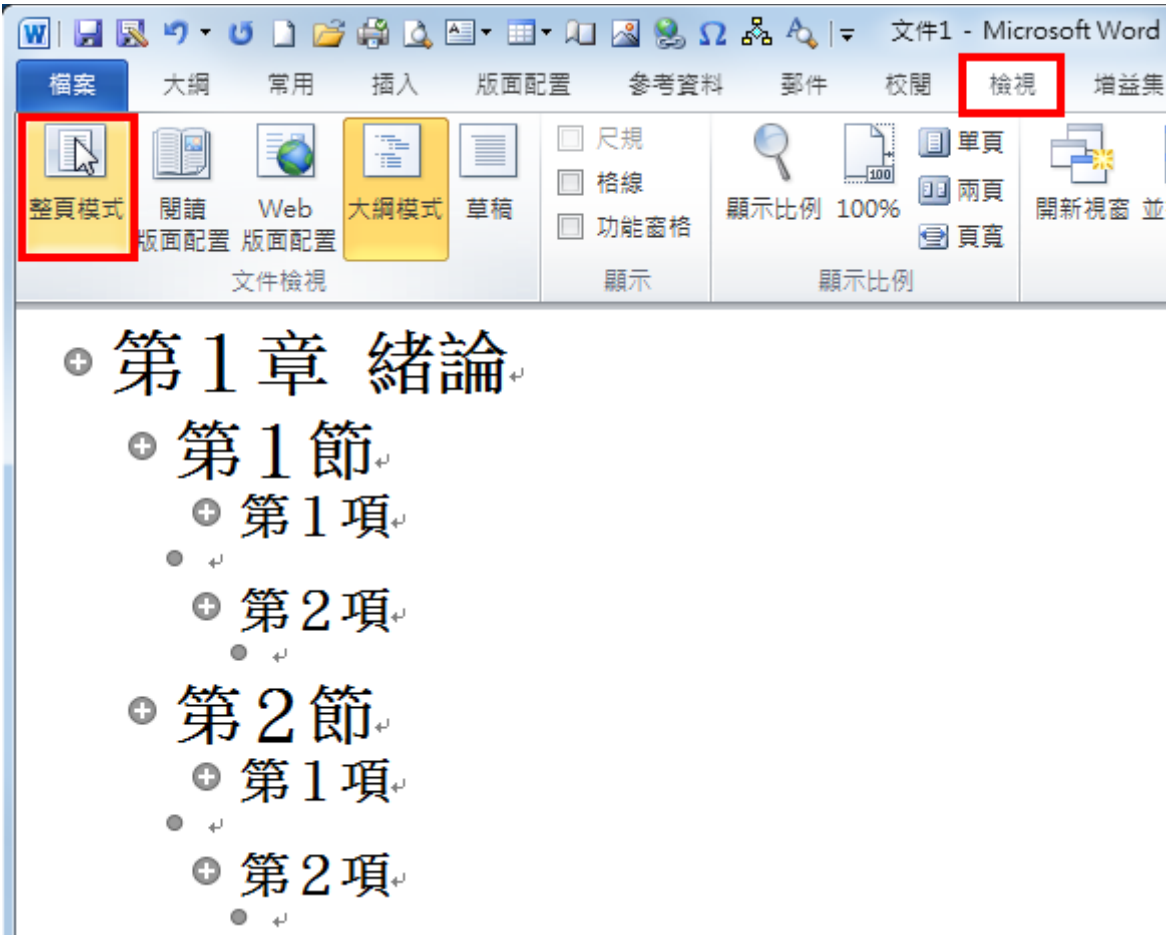 文件1 - Microsoft Word
檔案 大綱 常用 插入 版面配置 參考資料 郵件 校閱 檢視 增益集
整頁模式
閱讀
版面配置
Web
版面配置
大綱模式
草稿
文件檢視
尺規
格線
功能窗格
顯示
顯示比例
100
100%
單頁
兩頁
頁寬
顯示比例
開新視窗
並
第1章 緒論
第1節
第1項
第2項
第2節
第1項
第2項